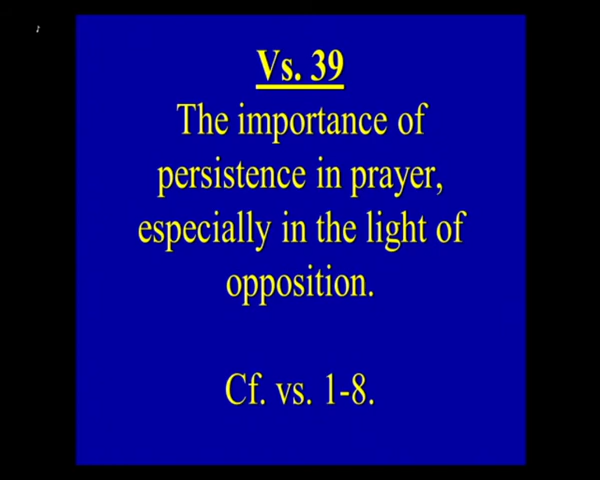 Vs. 39
The importance of
persistence in prayer,
especially in the light of
opposition.
Cf. vs. 1-8.